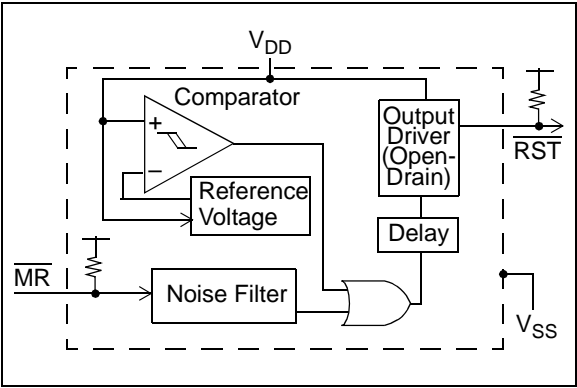 VDD
Comparator
+
−
Reference
Voltage
Output
Driver
(Open-
Drain)
RST
Delay
MR
Noise Filter
VSS